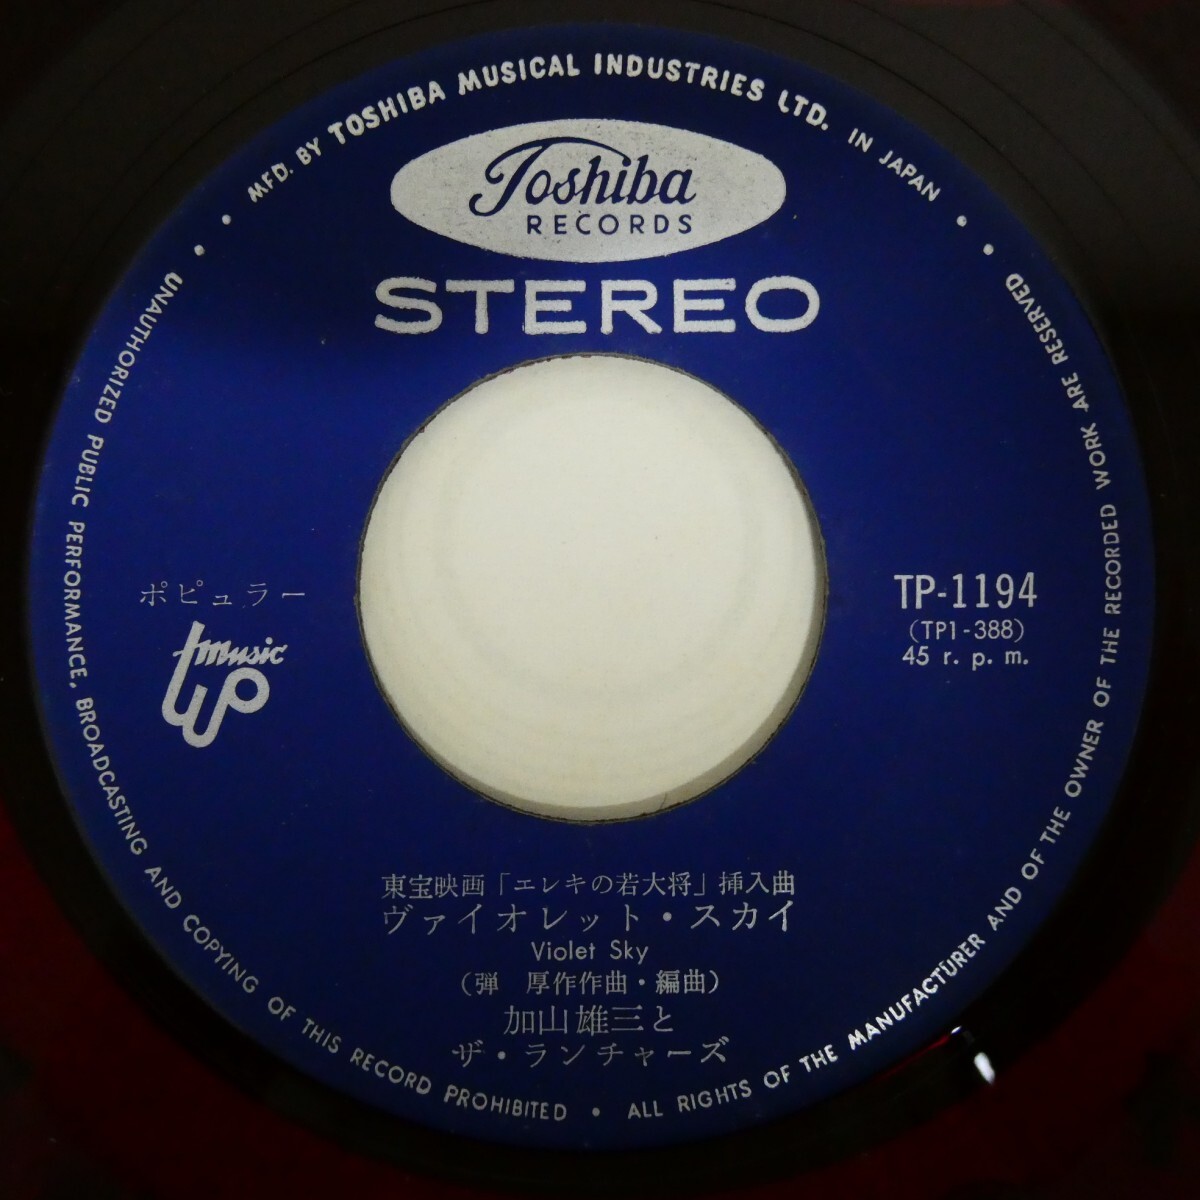 MFD. BY TOSHIBA MUSICAL INDUSTRIES LTD. IN JAPAN
Toshiba
RECORDS
STEREO
ポピュラー
music
up
TP-1194
(TP1-388)
45 r. p. m.
東宝映画「エレキの若大将」挿入曲
ヴァイオレット・スカイ
Violet Sky
(弾 厚作作曲・編曲)
加山雄三と
ザ・ランチャーズ
UNAUTHORIZED PUBLIC PERFORMANCE, BROADCASTING AND COPYING OF THIS RECORD PROHIBITED • ALL RIGHTS OF THE MANUFACTURER AND OF THE OWNER OF THE RECORDED WORK ARE RESERVED